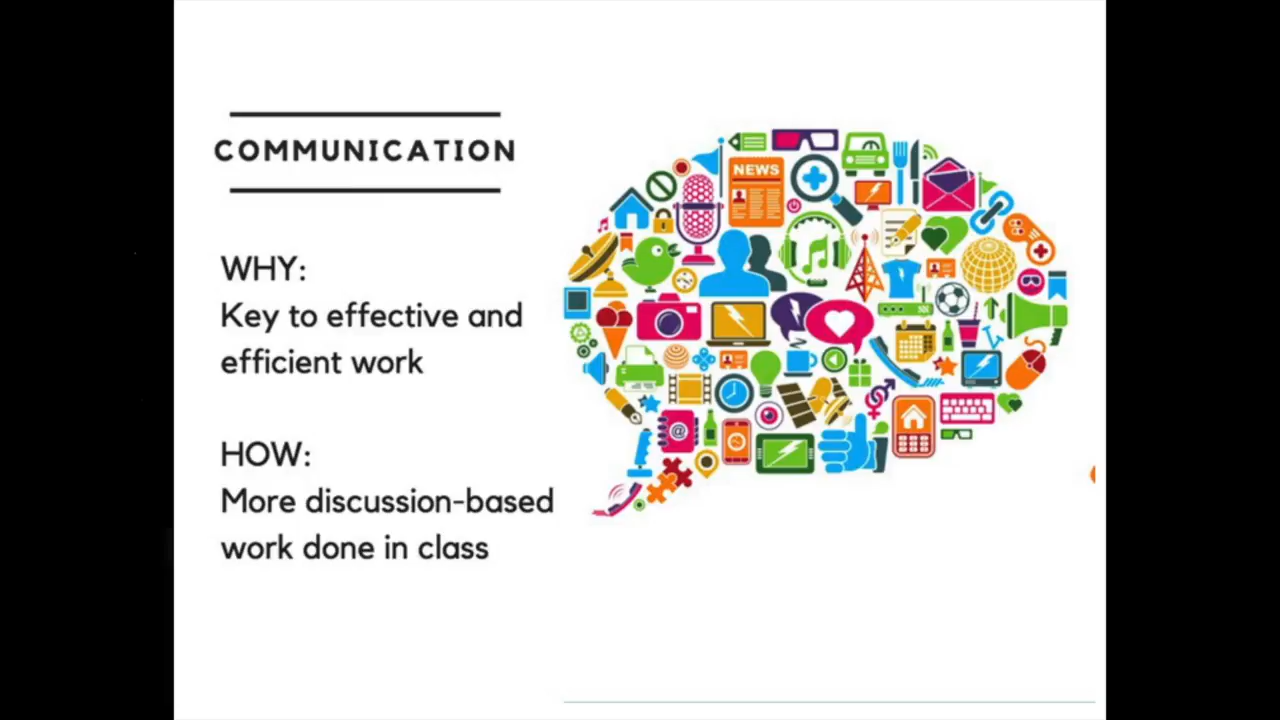 COMMUNICATION
WHY:
Key to effective and
efficient work
HOW:
More discussion-based
work done in class
NEWS
@